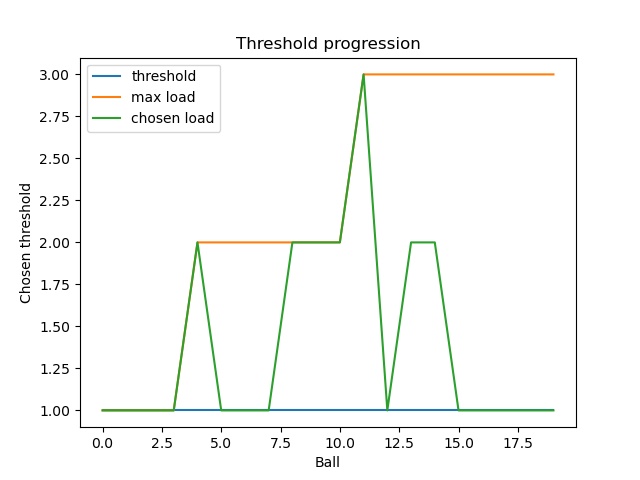 Threshold progression
threshold
max load
chosen load
3.00
2.75
2.50
2.25
2.00
1.75
1.50
1.25
1.00
Chosen threshold
0.0 2.5 5.0 7.5 10.0 12.5 15.0 17.5
Ball